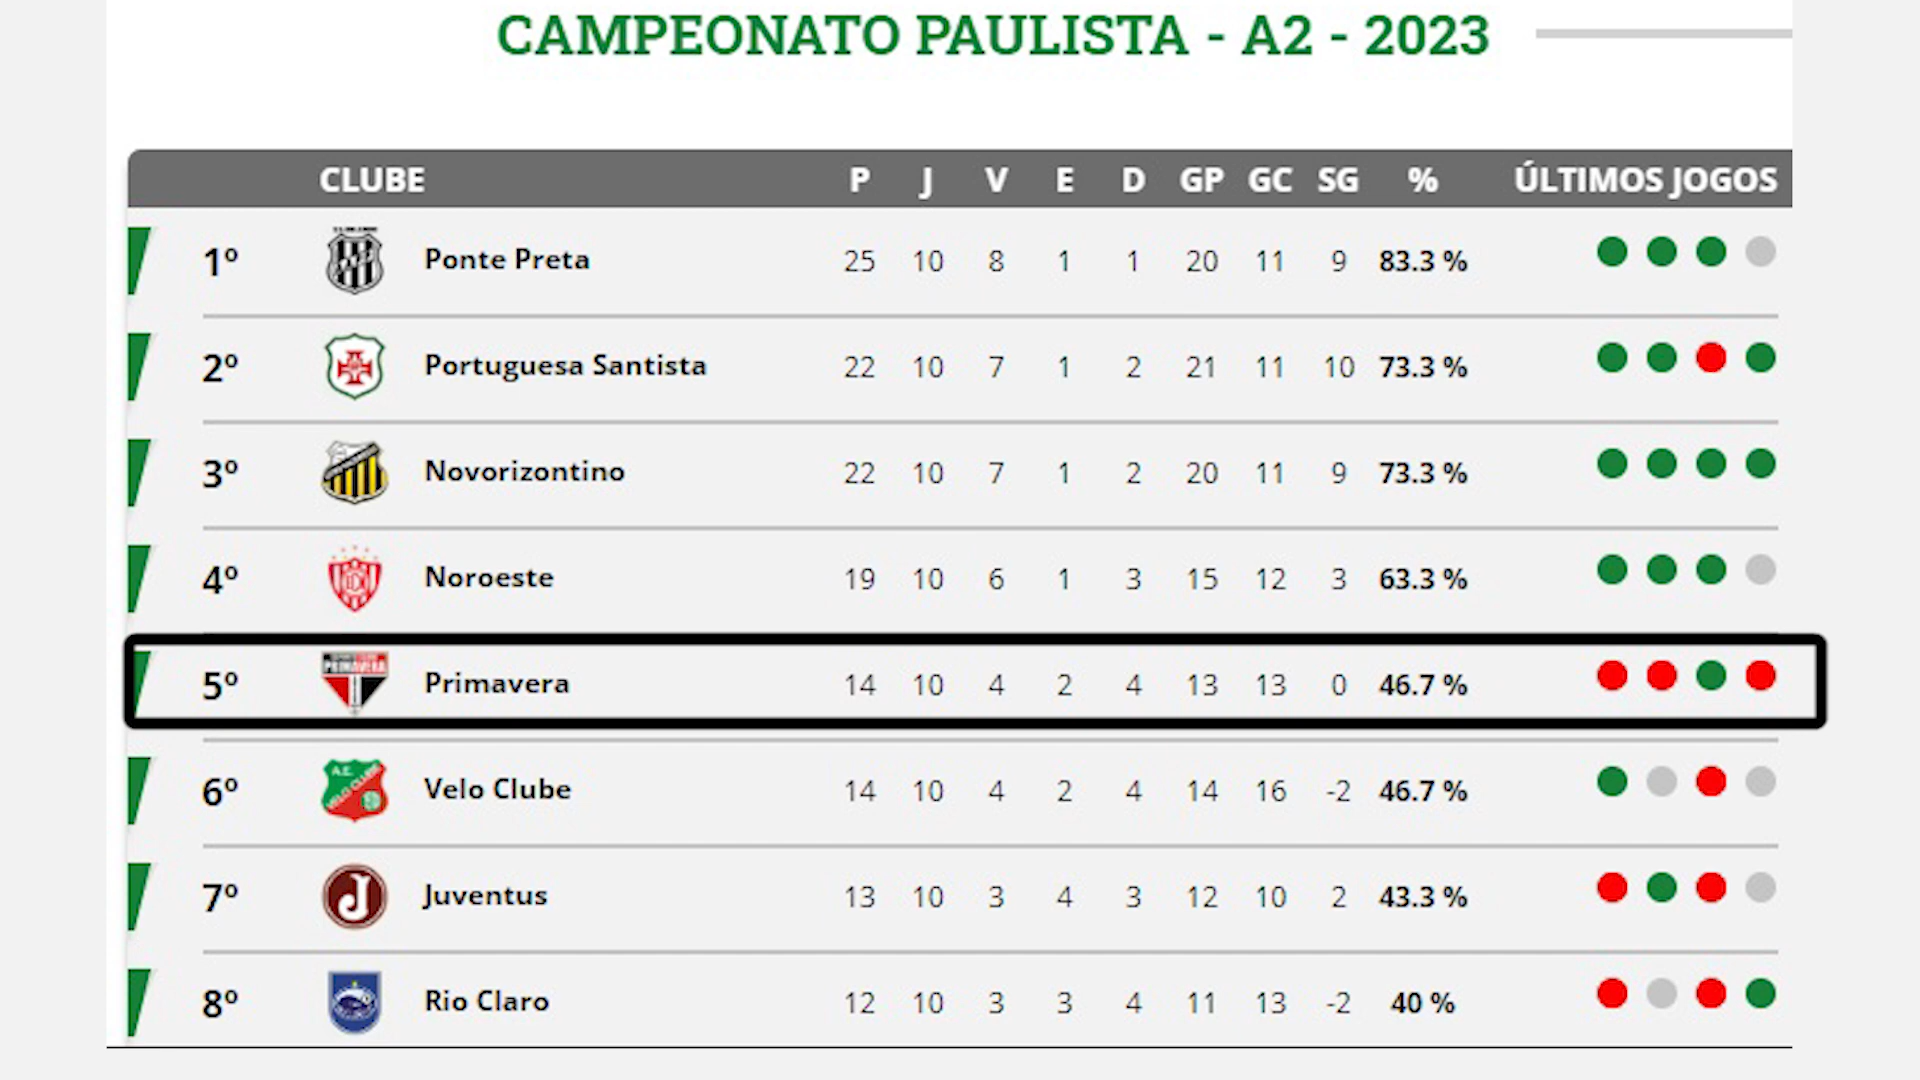 CAMPEONATO PAULISTA - A2 - 2023
CLUBE P J V E D GP GC SG % ÚLTIMOS JOGOS
1º Ponte Preta 25 10 8 1 1 20 11 9 83.3 %
2º Portuguesa Santista 22 10 7 1 2 21 11 10 73.3 %
3º Novorizontino 22 10 7 1 2 20 11 9 73.3 %
4º Noroeste 19 10 6 1 3 15 12 3 63.3 %
5º PRIMAVERA Primavera 14 10 4 2 4 13 13 0 46.7 %
6º A.E. VELO CLUBE Velo Clube 14 10 4 2 4 14 16 -2 46.7 %
7º J Juventus 13 10 3 4 3 12 10 2 43.3 %
8º Rio Claro 12 10 3 3 4 11 13 -2 40 %